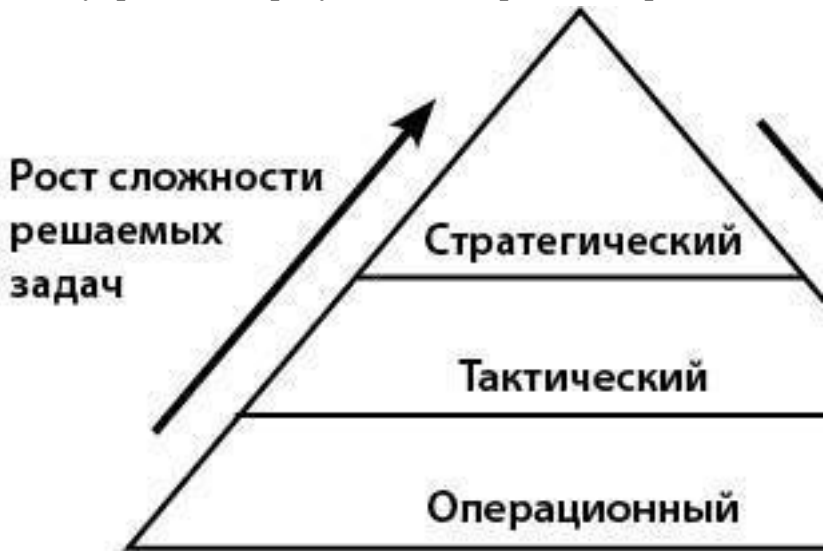 Рост сложности
решаемых
задач
Стратегический
Тактический
Операционный